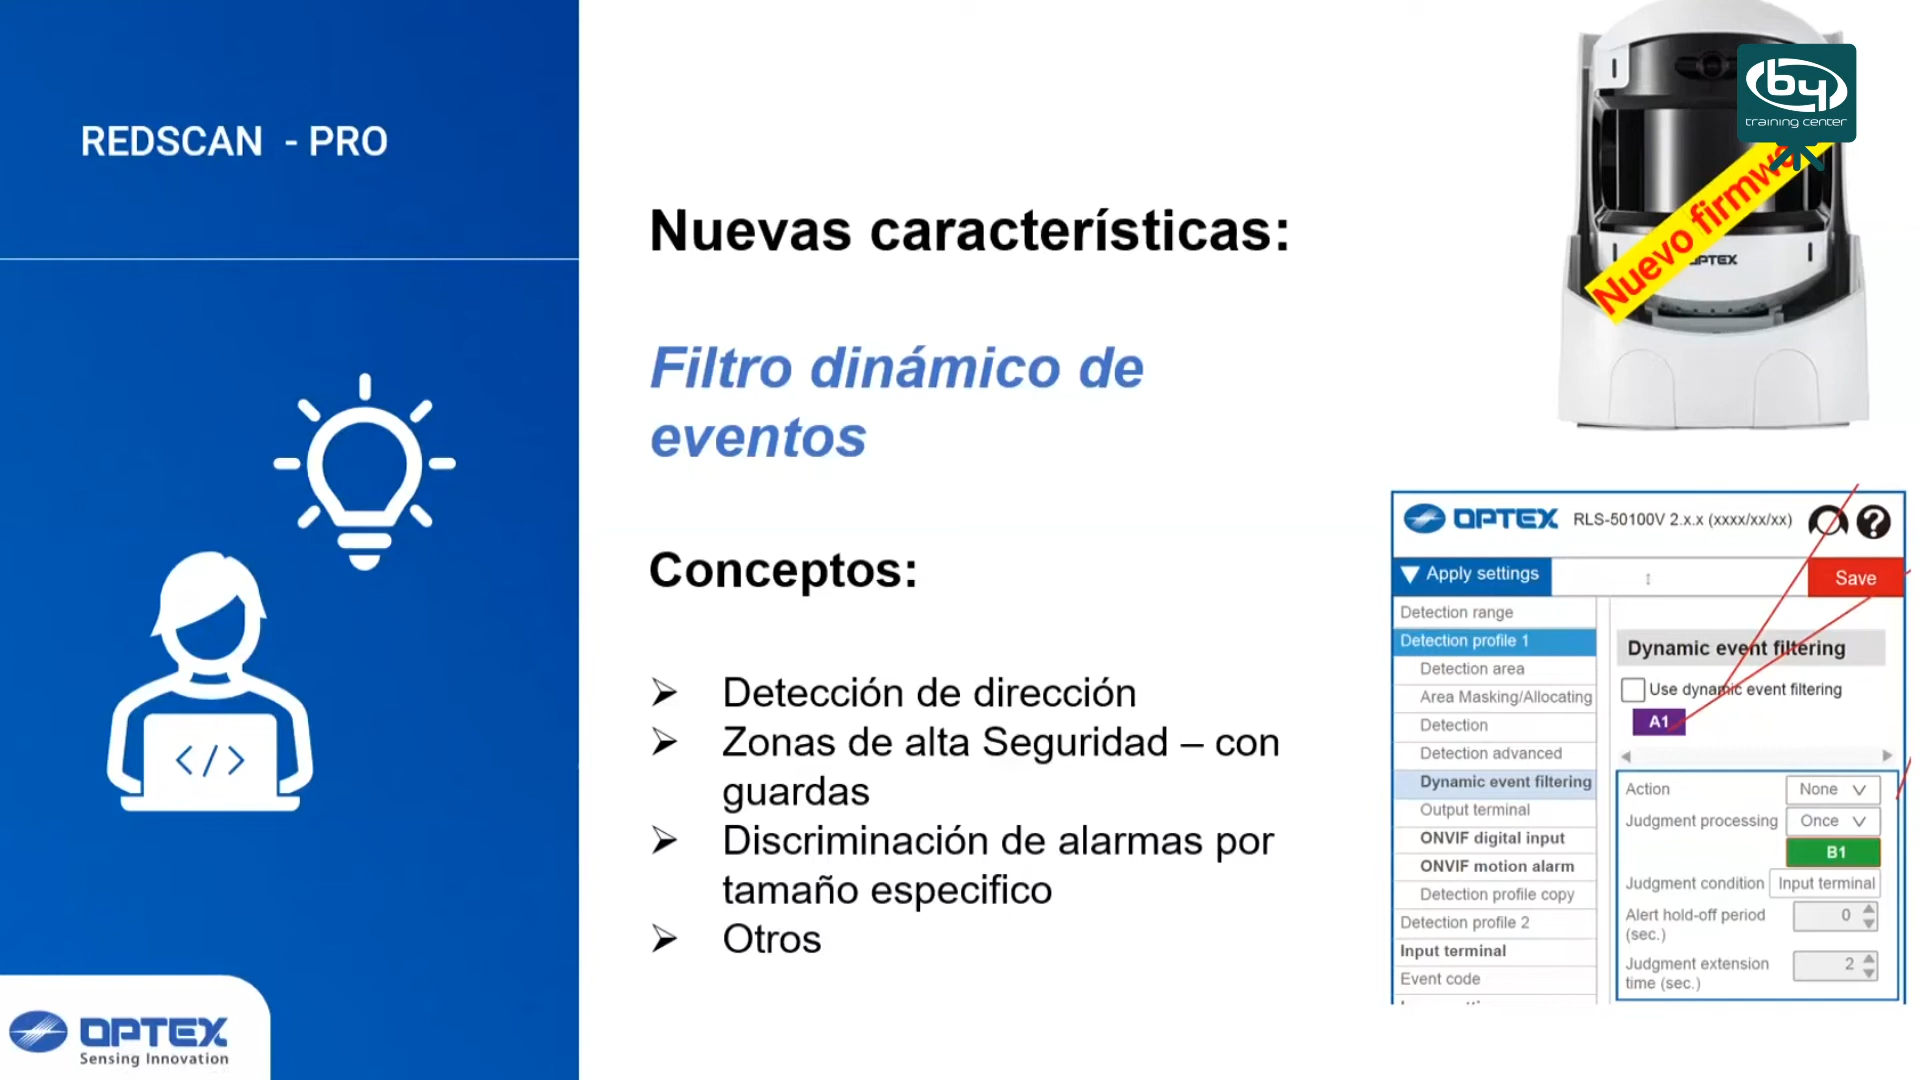 REDSCAN - PRO
Nuevas características:
Filtro dinámico de
eventos
Conceptos:
➢ Detección de dirección
➢ Zonas de alta Seguridad – con
guardas
➢ Discriminación de alarmas por
tamaño especifico
➢ Otros
by
training center
Nuevo
OPTEX
OPTEX
RLS-50100V 2.x.x (xxxx/xx/xx)
?
Apply settings
Save
Detection range
Detection profile 1
Detection area
Area Masking/Allocating
Detection
Detection advanced
Dynamic event filtering
Output terminal
ONVIF digital input
ONVIF motion alarm
Detection profile copy
Detection profile 2
Input terminal
Event code
Dynamic event filtering
Use dynamic event filtering
A1
Action
None
Judgment processing
Once
B1
Judgment condition
Input terminal
Alert hold-off period
(sec.)
0
Judgment extension
time (sec.)
2
</>
OPTEX
Sensing Innovation